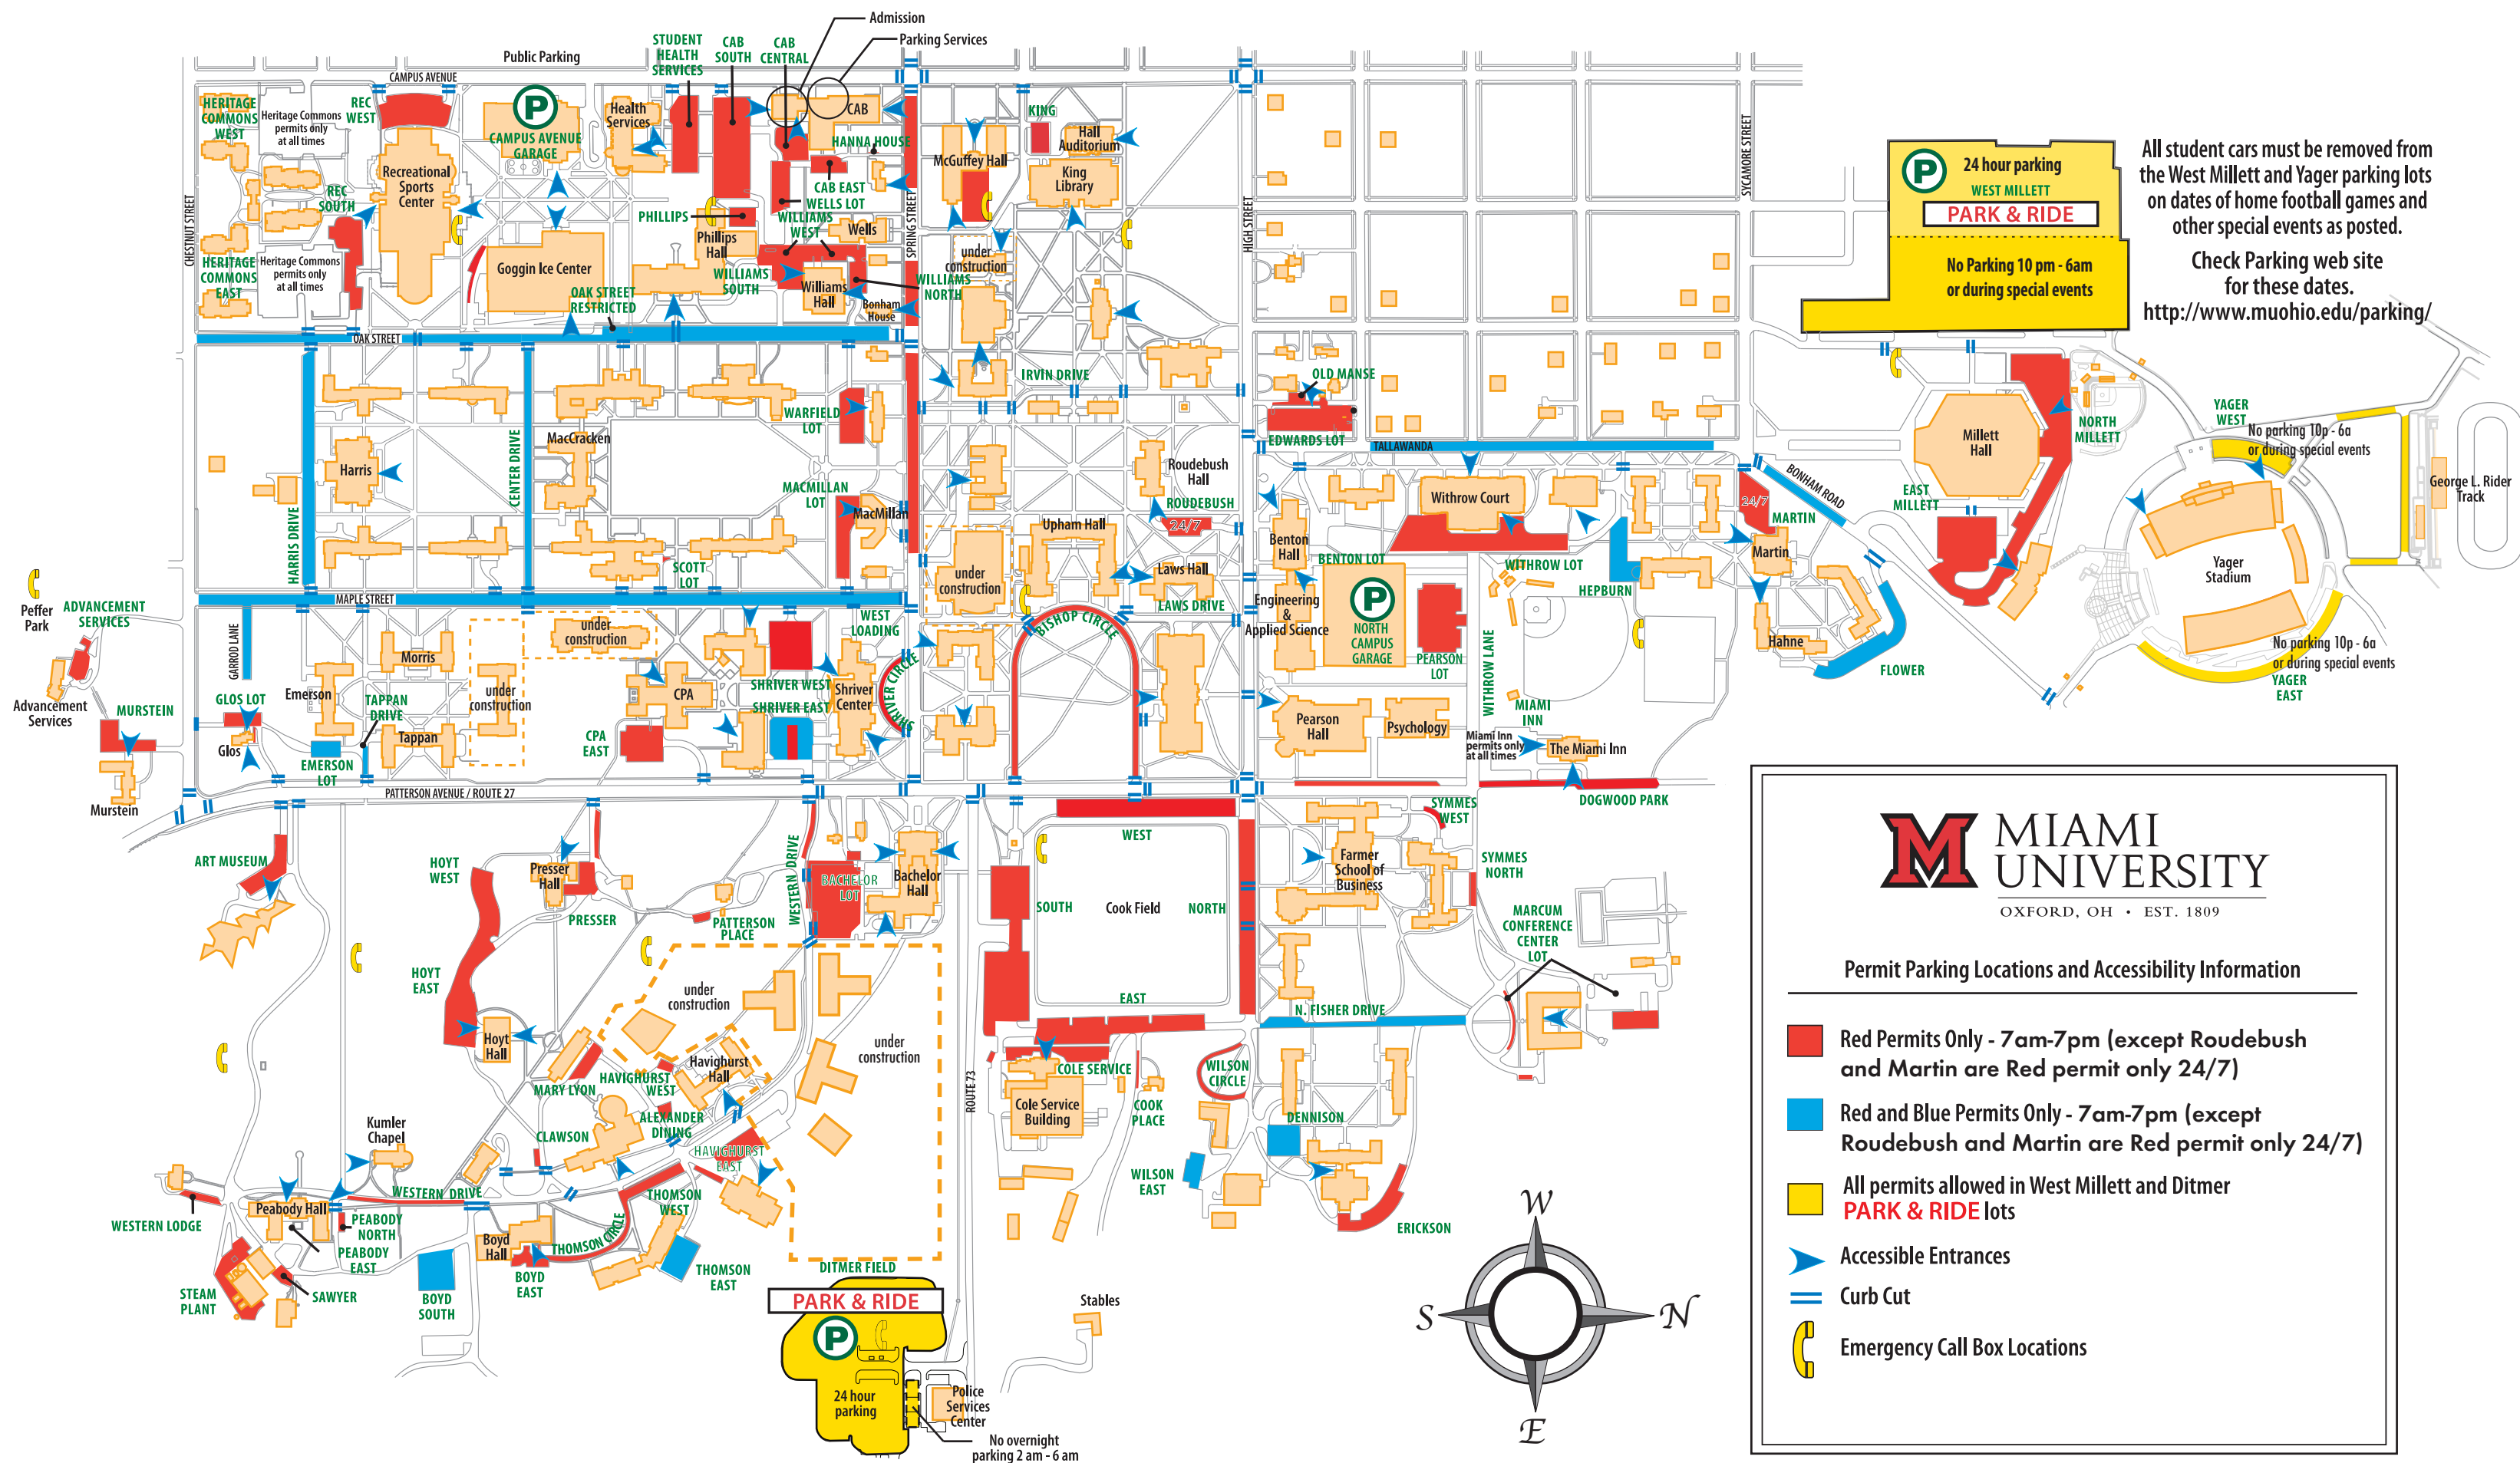 Admission
Parking Services
Public Parking
STUDENT
HEALTH
SERVICES
CAB
SOUTH
CAB
CENTRAL
CAMPUS AVENUE
HERITAGE
COMMONS
WEST
Heritage Commons
permits only
at all times
REC
WEST
P
CAMPUS AVENUE
GARAGE
Health
Services
CAB
HANNA HOUSE
KING
Hall
Auditorium
McGuffey Hall
King
Library
Recreational
Sports
Center
REC
SOUTH
CAB EAST
WELLS LOT
PHILLIPS
WILLIAMS
WEST
Wells
Phillips
Hall
CHESTNUT STREET
SPRING STREET
HIGH STREET
SYCAMORE STREET
HERITAGE
COMMONS
EAST
Heritage Commons
permits only
at all times
Goggin Ice Center
WILLIAMS
SOUTH
Williams
Hall
WILLIAMS
NORTH
Bonham
House
under
construction
OAK STREET
RESTRICTED
OAK STREET
P
24 hour parking
WEST MILLETT
PARK & RIDE
No Parking 10 pm - 6am
or during special events
All student cars must be removed from
the West Millett and Yager parking lots
on dates of home football games and
other special events as posted.
Check Parking web site
for these dates.
http://www.muohio.edu/parking/
IRVIN DRIVE
OLD MANSE
WARFIELD
LOT
EDWARDS LOT
TALLAWANDA
MacCracken
CENTER DRIVE
HARRIS DRIVE
Harris
MACMILLAN
LOT
MacMillan
Roudebush
Hall
ROUDEBUSH
24/7
Upham Hall
Laws Hall
LAWS DRIVE
under
construction
SCOTT
LOT
Withrow Court
Benton
Hall
BENTON LOT
WITHROW LOT
HEPBURN
24/7
MARTIN
Martin
BONHAM ROAD
Millett
Hall
NORTH
MILLETT
EAST
MILLETT
YAGER
WEST
No parking 10p - 6a
or during special events
George L. Rider
Track
Yager
Stadium
No parking 10p - 6a
or during special events
YAGER
EAST
Hahne
FLOWER
Engineering
&
Applied Science
P
NORTH
CAMPUS
GARAGE
PEARSON
LOT
WITHROW LANE
MAPLE STREET
Peffer
Park
ADVANCEMENT
SERVICES
Advancement
Services
MURSTEIN
Murstein
GARROD LANE
GLOS LOT
Glos
Emerson
EMERSON
LOT
Morris
TAPPAN
DRIVE
Tappan
under
construction
under
construction
CPA
CPA
EAST
WEST
LOADING
SHRIVER WEST
SHRIVER EAST
Shriver
Center
SHRIVER CIRCLE
BISHOP CIRCLE
Pearson
Hall
Psychology
MIAMI
INN
Miami Inn
permits only
at all times
The Miami Inn
DOGWOOD PARK
PATTERSON AVENUE / ROUTE 27
ART MUSEUM
HOYT
WEST
Presser
Hall
PRESSER
PATTERSON
PLACE
WESTERN DRIVE
BACHELOR
LOT
Bachelor
Hall
WEST
SOUTH
Cook Field
NORTH
EAST
SYMMES
WEST
Farmer
School of
Business
SYMMES
NORTH
MARCUM
CONFERENCE
CENTER
LOT
HOYT
EAST
Hoyt
Hall
under
construction
under
construction
N. FISHER DRIVE
MARY LYON
HAVIGHURST
WEST
Havighurst
Hall
ALEXANDER
DINING
HAVIGHURST
EAST
CLAWSON
Kumler
Chapel
ROUTE 73
COLE SERVICE
Cole Service
Building
COOK
PLACE
WILSON
CIRCLE
DENNISON
WILSON
EAST
ERICKSON
WESTERN LODGE
Peabody Hall
WESTERN DRIVE
PEABODY
NORTH
PEABODY
EAST
Boyd
Hall
THOMSON CIRCLE
THOMSON
WEST
THOMSON
EAST
BOYD
EAST
BOYD
SOUTH
STEAM
PLANT
SAWYER
DITMER FIELD
PARK & RIDE
P
24 hour
parking
Police
Services
Center
No overnight
parking 2 am - 6 am
Stables
W
S
N
E
M
MIAMI
UNIVERSITY
OXFORD, OH • EST. 1809
Permit Parking Locations and Accessibility Information
Red Permits Only - 7am-7pm (except Roudebush
and Martin are Red permit only 24/7)
Red and Blue Permits Only - 7am-7pm (except
Roudebush and Martin are Red permit only 24/7)
All permits allowed in West Millett and Ditmer
PARK & RIDE lots
Accessible Entrances
Curb Cut
Emergency Call Box Locations